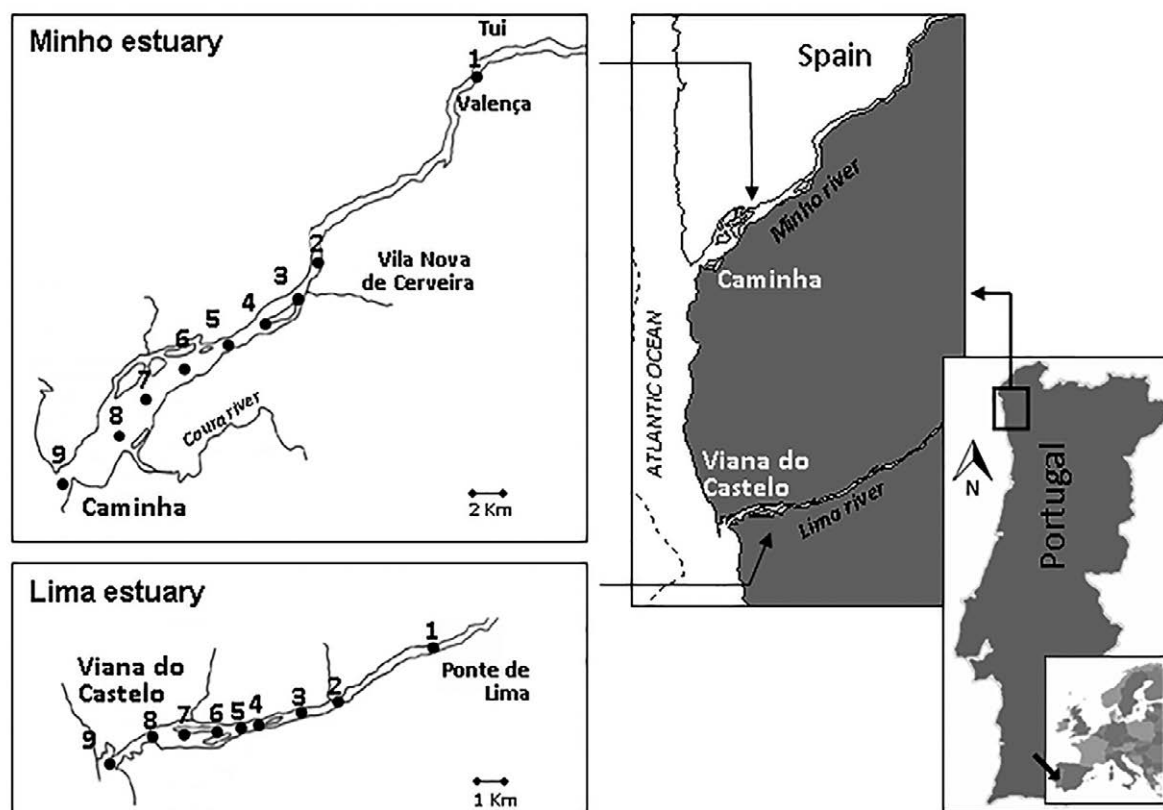 Minho estuary
Tui
1
Valença
2
Vila Nova
de Cerveira
3
4
5
6
7
8
9
Coura river
Caminha
2 Km
Lima estuary
1
Ponte de
Lima
Viana do
Castelo
2
3
4
5
6
7
8
9
1 Km
Spain
Minho river
Caminha
ATLANTIC OCEAN
Viana do
Castelo
Lima river
N
Portugal